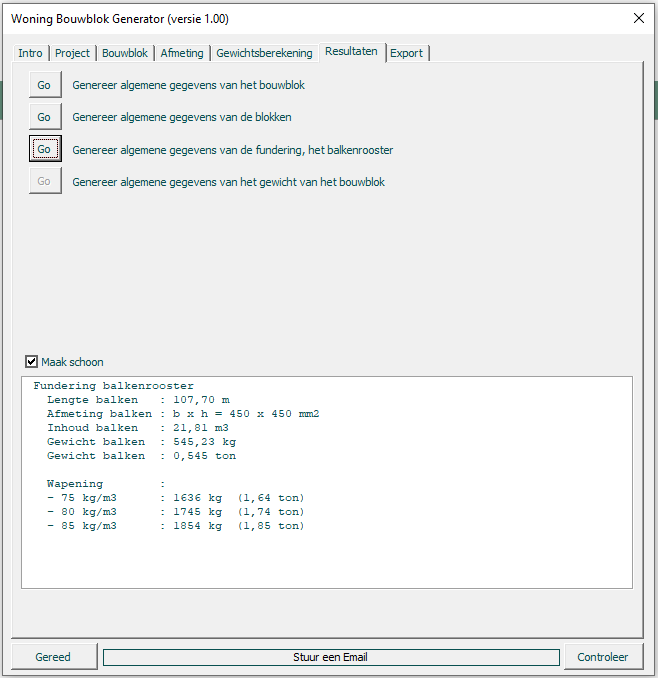 Woning Bouwblok Generator (versie 1.00)
Intro Project Bouwblok Afmeting Gewichtsberekening Resultaten Export
Go Genereer algemene gegevens van het bouwblok
Go Genereer algemene gegevens van de blokken
Go Genereer algemene gegevens van de fundering, het balkenrooster
Go Genereer algemene gegevens van het gewicht van het bouwblok
Maak schoon
Fundering balkenrooster
Lengte balken : 107,70 m
Afmeting balken : b x h = 450 x 450 mm2
Inhoud balken : 21,81 m3
Gewicht balken : 545,23 kg
Gewicht balken : 0,545 ton
Wapening :
- 75 kg/m3 : 1636 kg (1,64 ton)
- 80 kg/m3 : 1745 kg (1,74 ton)
- 85 kg/m3 : 1854 kg (1,85 ton)
Gereed Stuur een Email Controleer